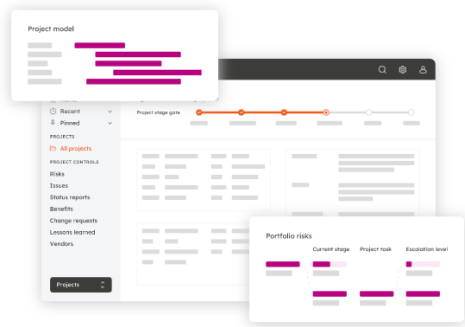 Project model
Recent
Pinned
Project stage gate
PROJECTS
All projects
PROJECT CONTROLS
Risks
Issues
Status reports
Benefits
Change requests
Lessons learned
Vendors
Projects
Portfolio risks
Current stage
Project task
Escalation level